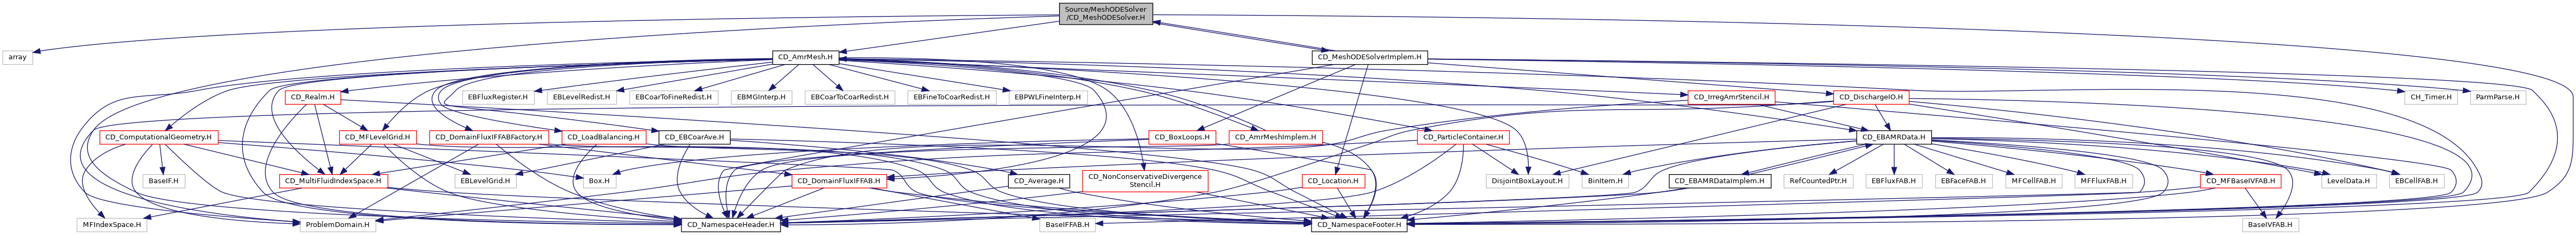 Source/MeshODESolver
/CD_MeshODESolver.H
array
CD_AmrMesh.H
CD_MeshODESolverImplem.H
CD_Realm.H
EBFluxRegister.H
EBLevelRedist.H
EBCoarToFineRedist.H
EBMGInterp.H
EBCoarToCoarRedist.H
EBFineToCoarRedist.H
EBPWLFineInterp.H
CD_IrregAmrStencil.H
CD_DischargeIO.H
CH_Timer.H
ParmParse.H
CD_ComputationalGeometry.H
CD_MFLevelGrid.H
CD_DomainFluxIFFABFactory.H
CD_LoadBalancing.H
CD_EBCoarAve.H
CD_BoxLoops.H
CD_AmrMeshImplem.H
CD_ParticleContainer.H
CD_EBAMRData.H
BaseIF.H
CD_MultiFluidIndexSpace.H
EBLevelGrid.H
Box.H
CD_DomainFluxIFFAB.H
CD_Average.H
CD_NonConservativeDivergence
Stencil.H
CD_Location.H
DisjointBoxLayout.H
BinItem.H
CD_EBAMRDataImplem.H
RefCountedPtr.H
EBFluxFAB.H
EBFaceFAB.H
MFCellFAB.H
MFFluxFAB.H
CD_MFBaseIVFAB.H
LevelData.H
EBCellFAB.H
MFIndexSpace.H
ProblemDomain.H
CD_NamespaceHeader.H
BaseIFFAB.H
CD_NamespaceFooter.H
BaseIVFAB.H